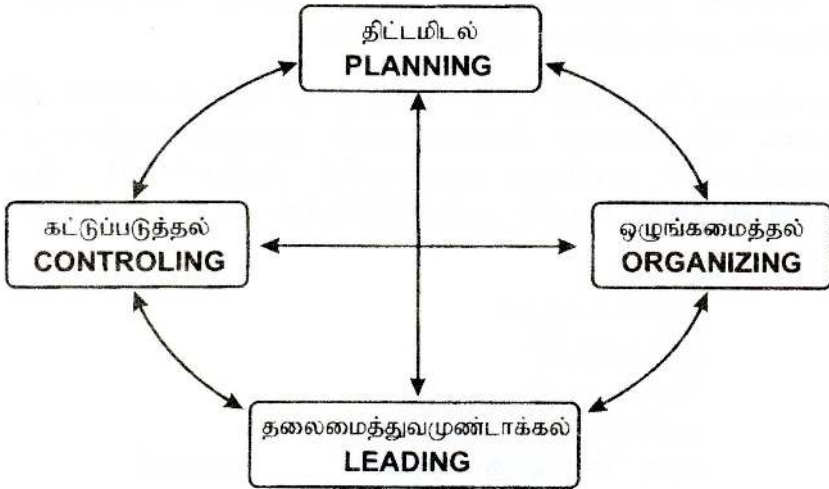 திட்டமிடல்
PLANNING
கட்டுப்படுத்தல்
CONTROLING
ஒழுங்கமைத்தல்
ORGANIZING
தலைமைத்துவமுண்டாக்கல்
LEADING